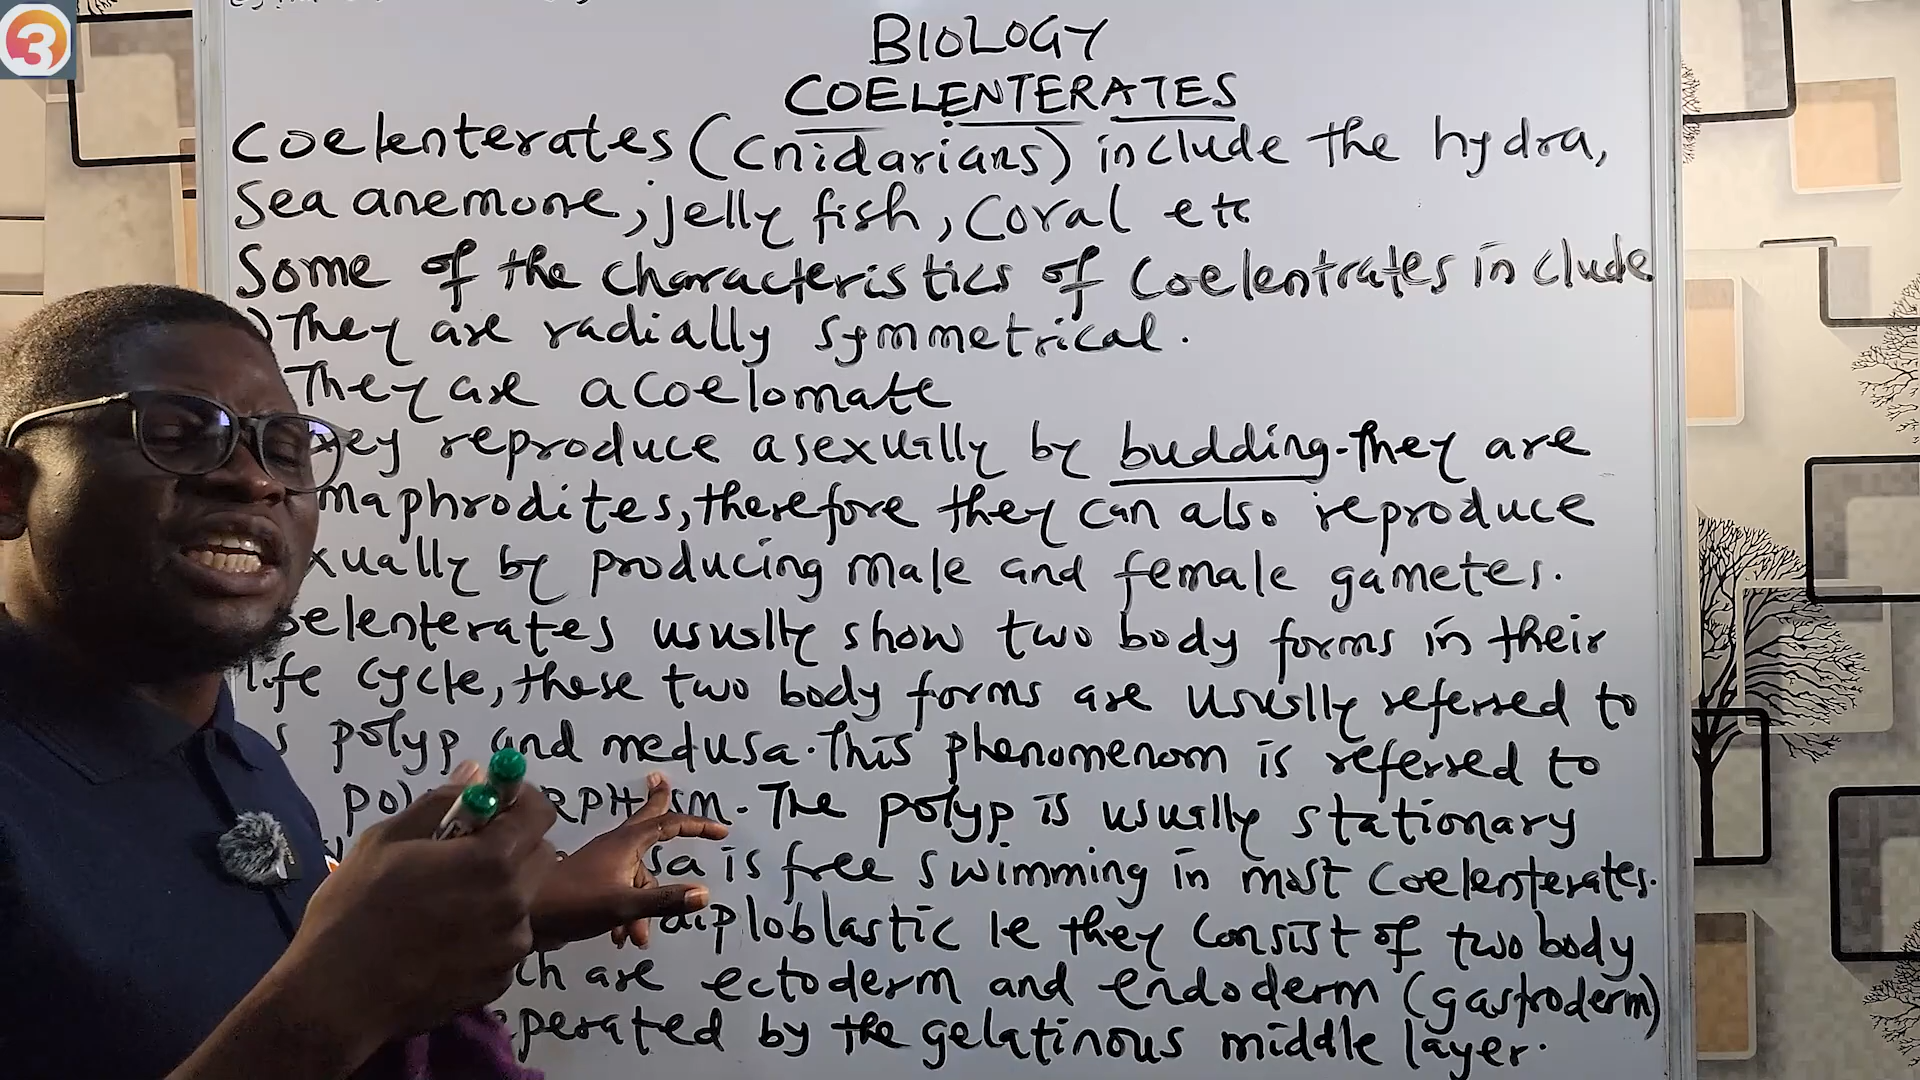 3
BIOLOGY
COELENTERATES
Coelenterates (Cnidarians) include the hydra,
Sea anemone, jelly fish, Coral etc
Some of the characteristics of Coelentrates include
) They are radially symmetrical.
They are acoelomate
reproduce asexually by budding. They are
maphrodites, therefore they can also reproduce
xually by producing male and female gametes.
oelenterates usually show two body forms in their
life cycle, these two body forms are usually referred to
s polyp and medusa. This phenomenom is referred to
The polyp is usually stationary
sa is free swimming in most Coelenterates.
diploblastic ie they consist of two body
ch are ectoderm and endoderm (gastroderm)
perated by the gelatinous middle layer.